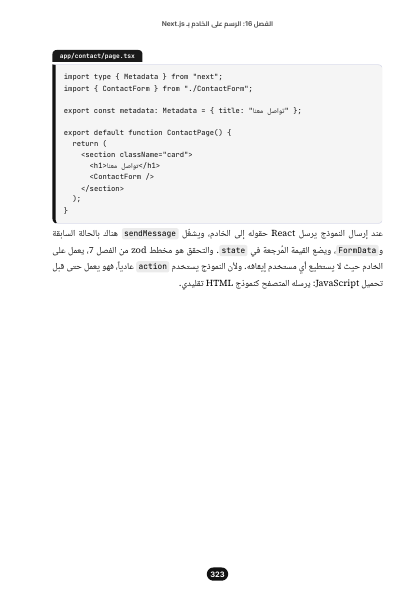 الفصل 16: الرسم على الخادم بـ Next.js
app/contact/page.tsx
import type { Metadata } from "next";
import { ContactForm } from "./ContactForm";
export const metadata: Metadata = { title: "تواصل معنا" };
export default function ContactPage() {
return (
<section className="card">
<h1>تواصل معنا</h1>
<ContactForm />
</section>
);
}
عند إرسال النموذج يرسل React حقوله إلى الخادم، ويشغّل sendMessage هناك بالحالة السابقة
و FormData، ويضع القيمة المُرجعة في state. والتحقق هو مخطط zod من الفصل 7، يعمل على
الخادم حيث لا يستطيع أي مستخدم إيقافه. ولأن النموذج يستخدم action عادياً، فهو يعمل حتى قبل
تحميل JavaScript: يرسله المتصفح كنموذج HTML تقليدي.
323